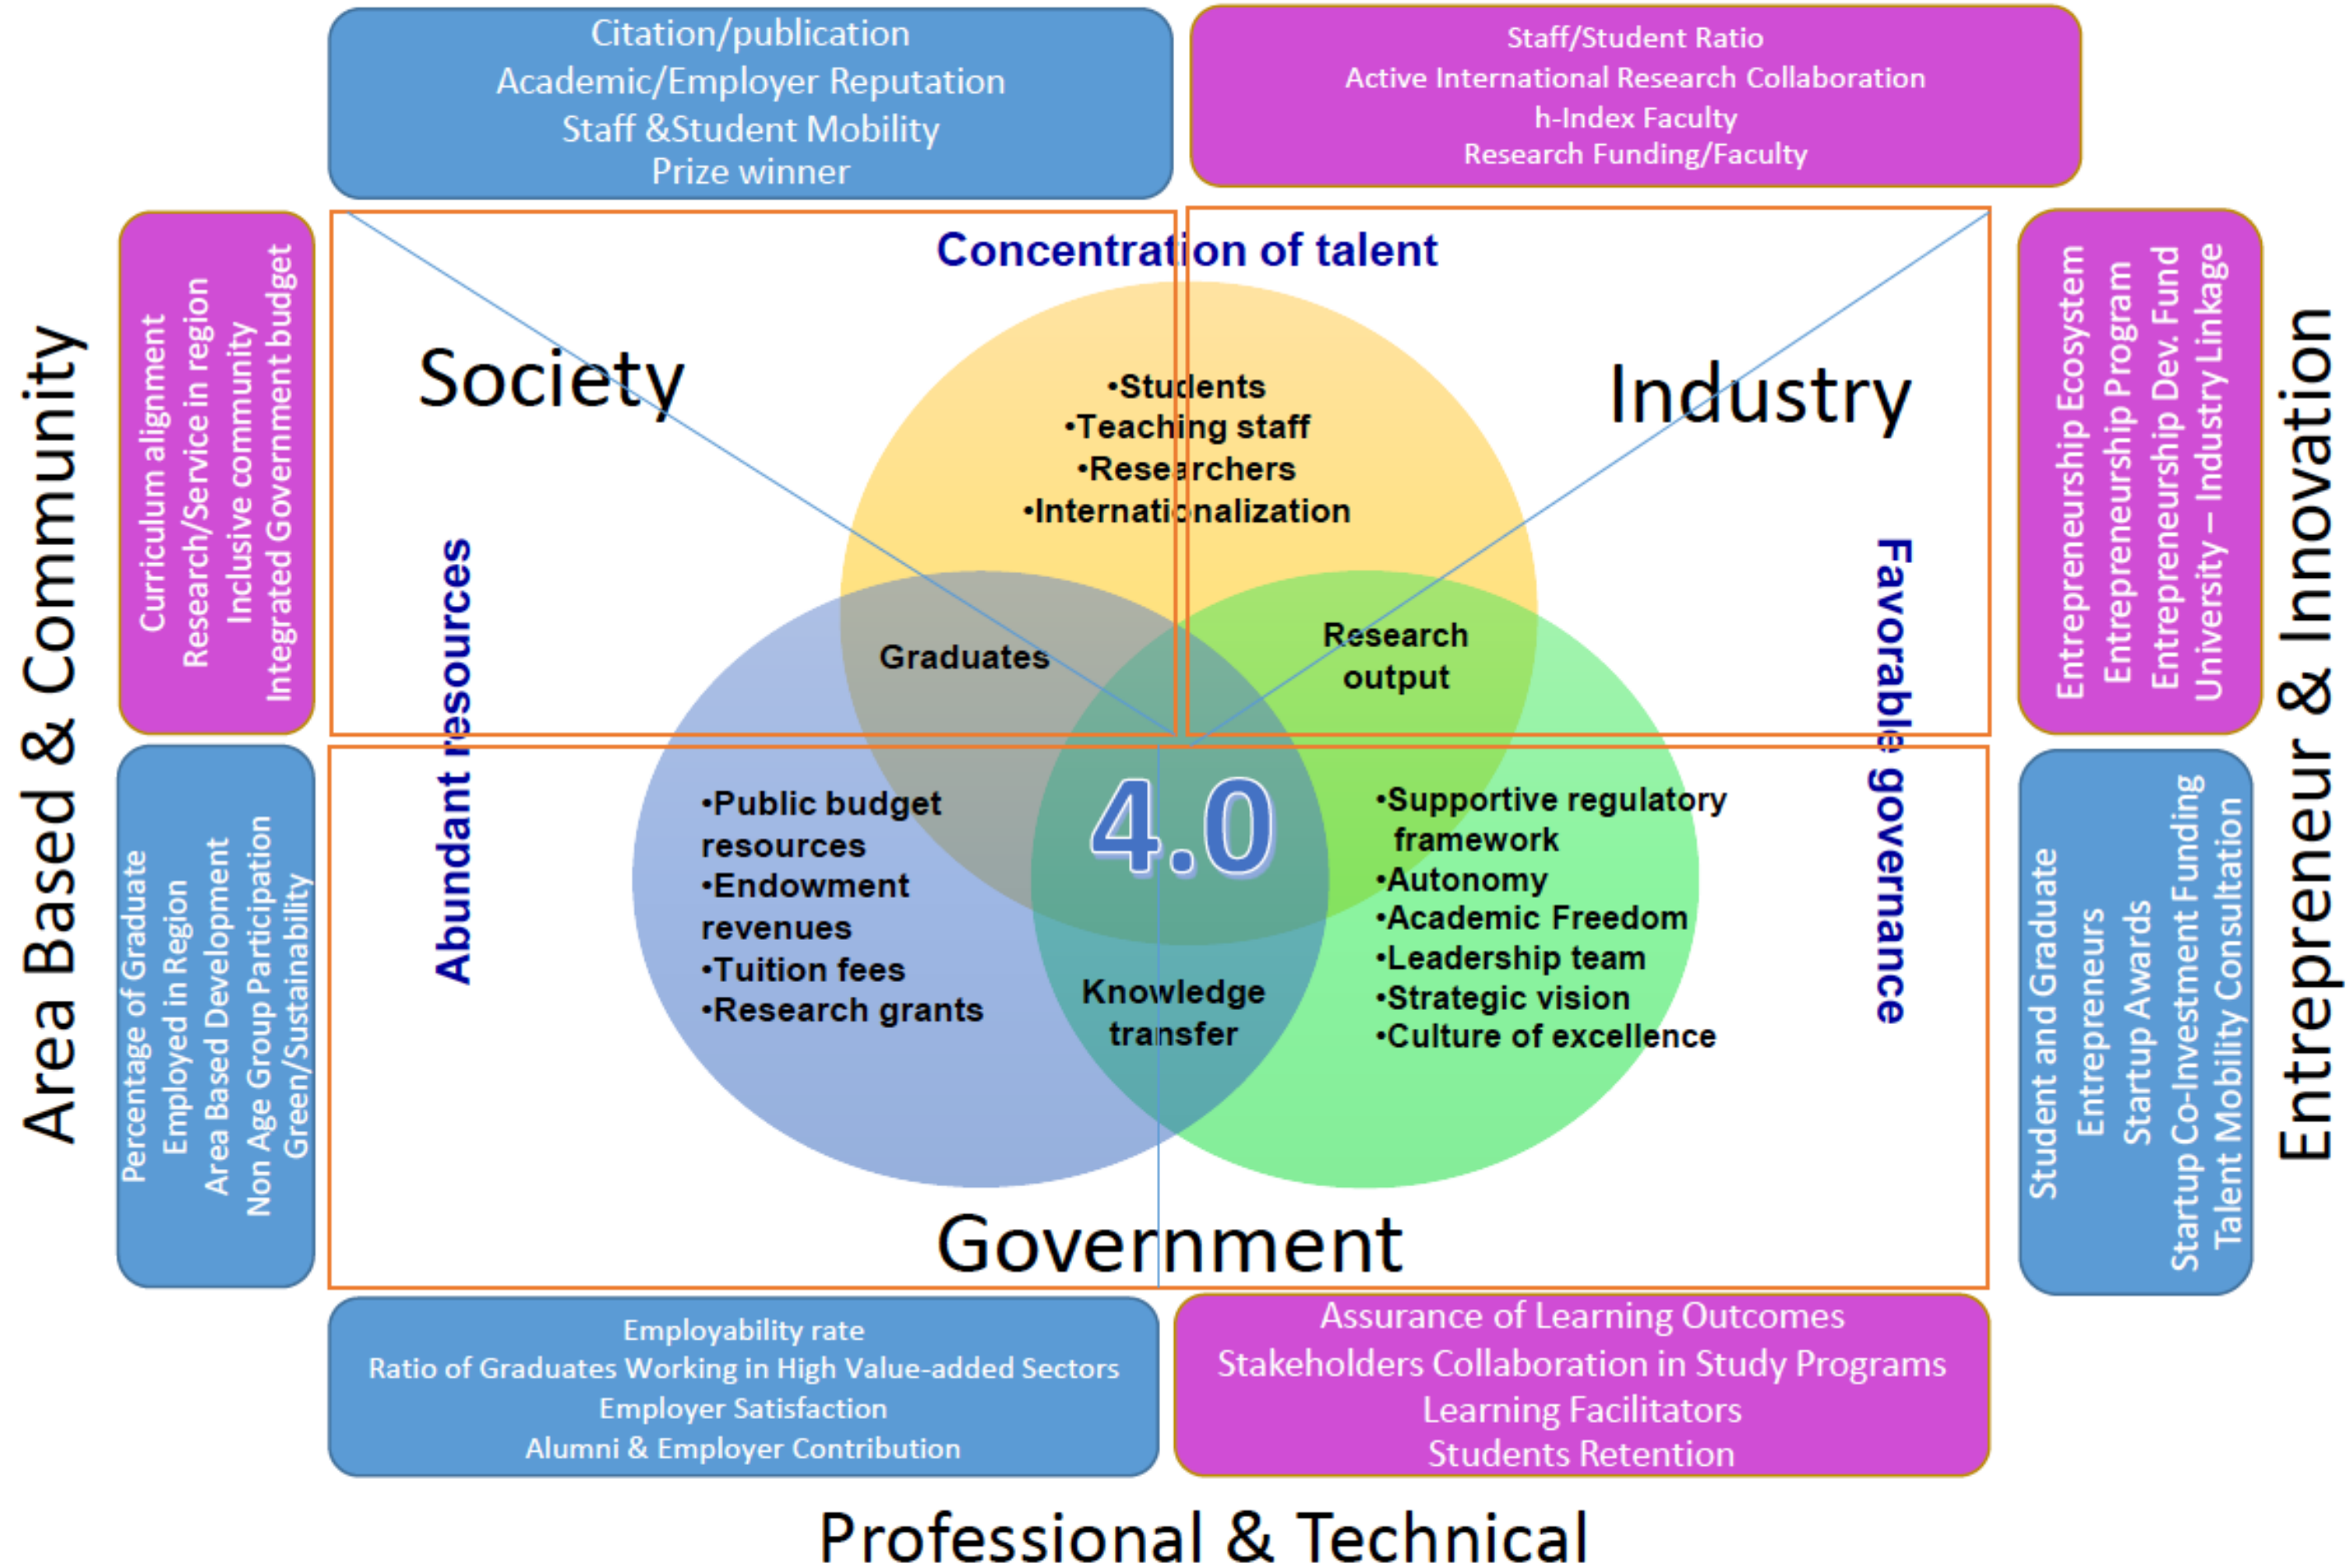 Citation/publication
Academic/Employer Reputation
Staff &Student Mobility
Prize winner
Staff/Student Ratio
Active International Research Collaboration
h-Index Faculty
Research Funding/Faculty
Area Based & Community
Curriculum alignment
Research/Service in region
Inclusive community
Integrated Government budget
Percentage of Graduate
Employed in Region
Area Based Development
Non Age Group Participation
Green/Sustainability
Concentration of talent
Society
Industry
•Students
•Teaching staff
•Researchers
•Internationalization
Abundant resources
Favorable governance
Graduates
Research
output
4.0
•Public budget
resources
•Endowment
revenues
•Tuition fees
•Research grants
•Supportive regulatory
framework
•Autonomy
•Academic Freedom
•Leadership team
•Strategic vision
•Culture of excellence
Knowledge
transfer
Government
Entrepreneurship Ecosystem
Entrepreneurship Program
Entrepreneurship Dev. Fund
University – Industry Linkage
Student and Graduate
Entrepreneurs
Startup Awards
Startup Co-Investment Funding
Talent Mobility Consultation
Entrepreneur & Innovation
Employability rate
Ratio of Graduates Working in High Value-added Sectors
Employer Satisfaction
Alumni & Employer Contribution
Assurance of Learning Outcomes
Stakeholders Collaboration in Study Programs
Learning Facilitators
Students Retention
Professional & Technical